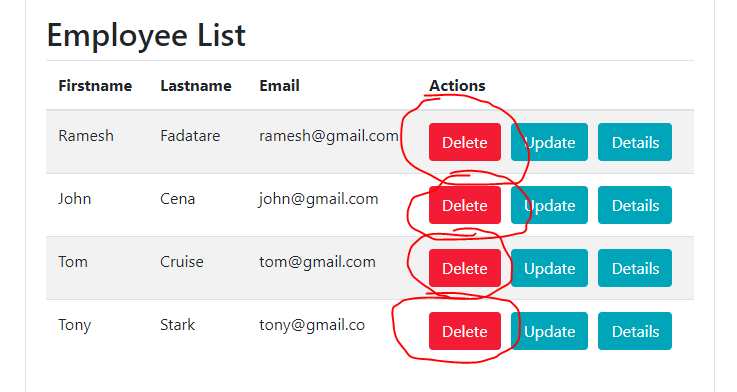 Employee List
Firstname Lastname Email Actions
Ramesh Fadatare ramesh@gmail.com Delete Update Details
John Cena john@gmail.com Delete Update Details
Tom Cruise tom@gmail.com Delete Update Details
Tony Stark tony@gmail.co Delete Update Details